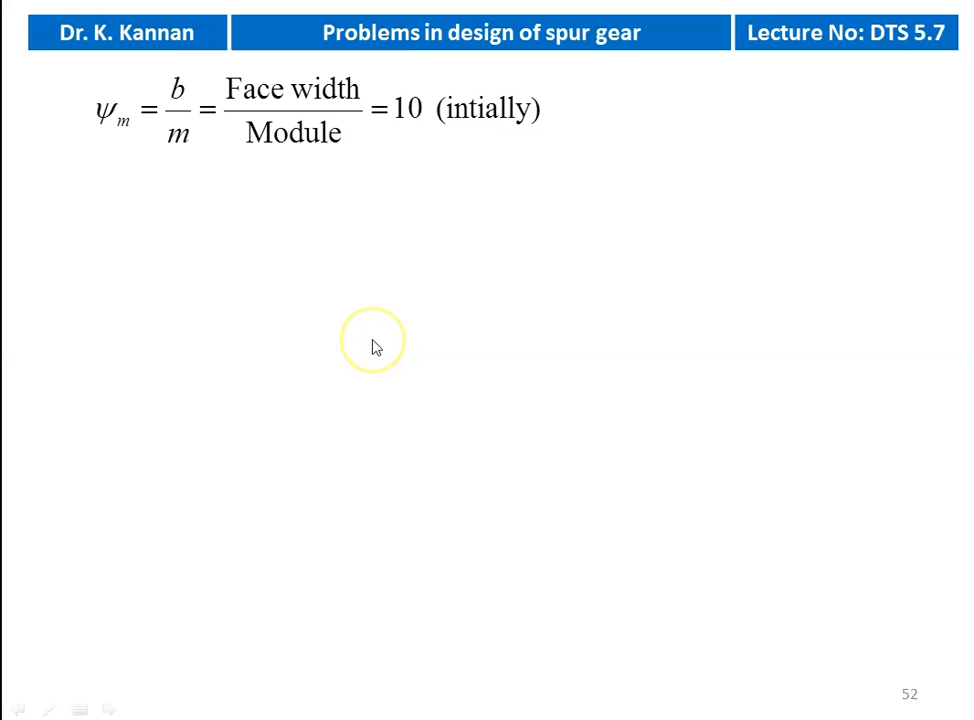 Dr. K. Kannan
Problems in design of spur gear
Lecture No: DTS 5.7
ψm = b/m = Face width/Module = 10 (intially)
52